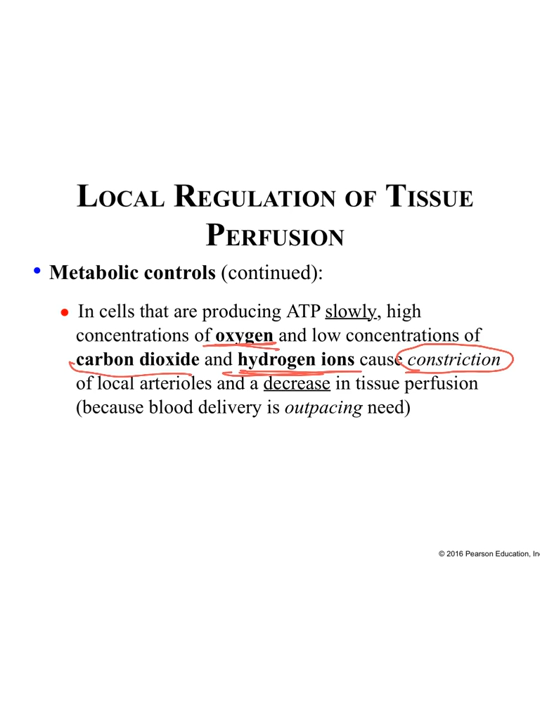 LOCAL REGULATION OF TISSUE
PERFUSION
• Metabolic controls (continued):
• In cells that are producing ATP slowly, high
concentrations of oxygen and low concentrations of
carbon dioxide and hydrogen ions cause constriction
of local arterioles and a decrease in tissue perfusion
(because blood delivery is outpacing need)
© 2016 Pearson Education, In